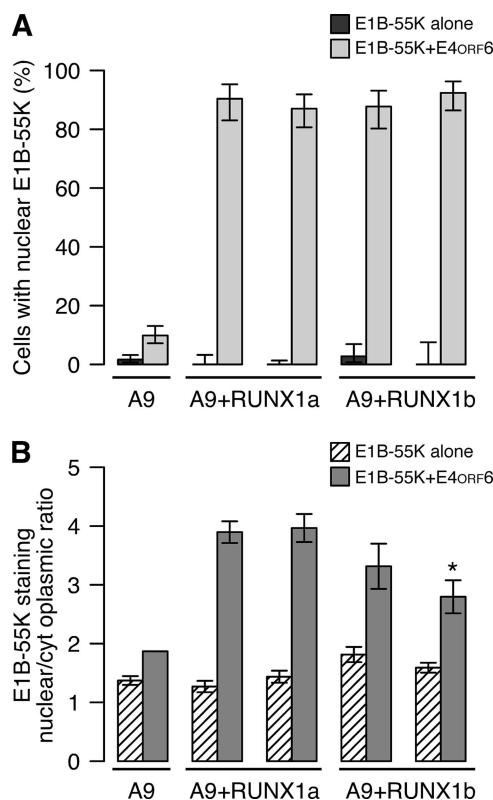 A
E1B-55K alone
E1B-55K+E4ORF6
Cells with nuclear E1B-55K (%)
100
80
60
40
20
0
A9
A9+RUNX1a
A9+RUNX1b
B
E1B-55K alone
E1B-55K+E4ORF6
E1B-55K staining
nuclear/cyt oplasmic ratio
5
4
3
2
1
0
*
A9
A9+RUNX1a
A9+RUNX1b